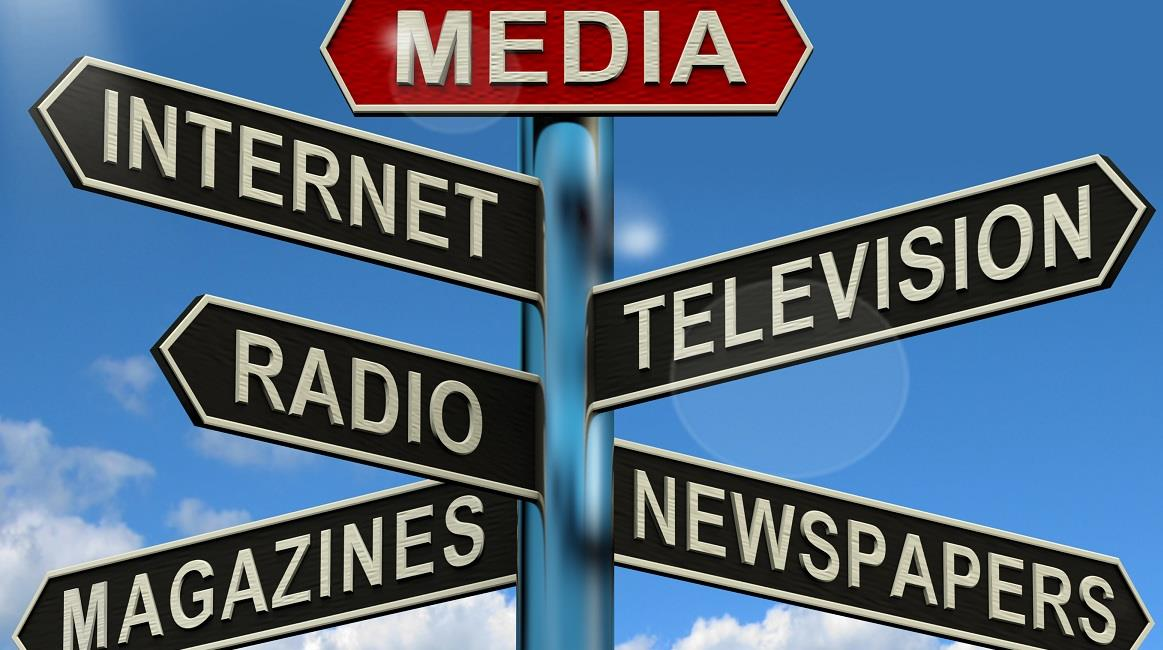 MEDIA
INTERNET
TELEVISION
RADIO
NEWSPAPERS
MAGAZINES